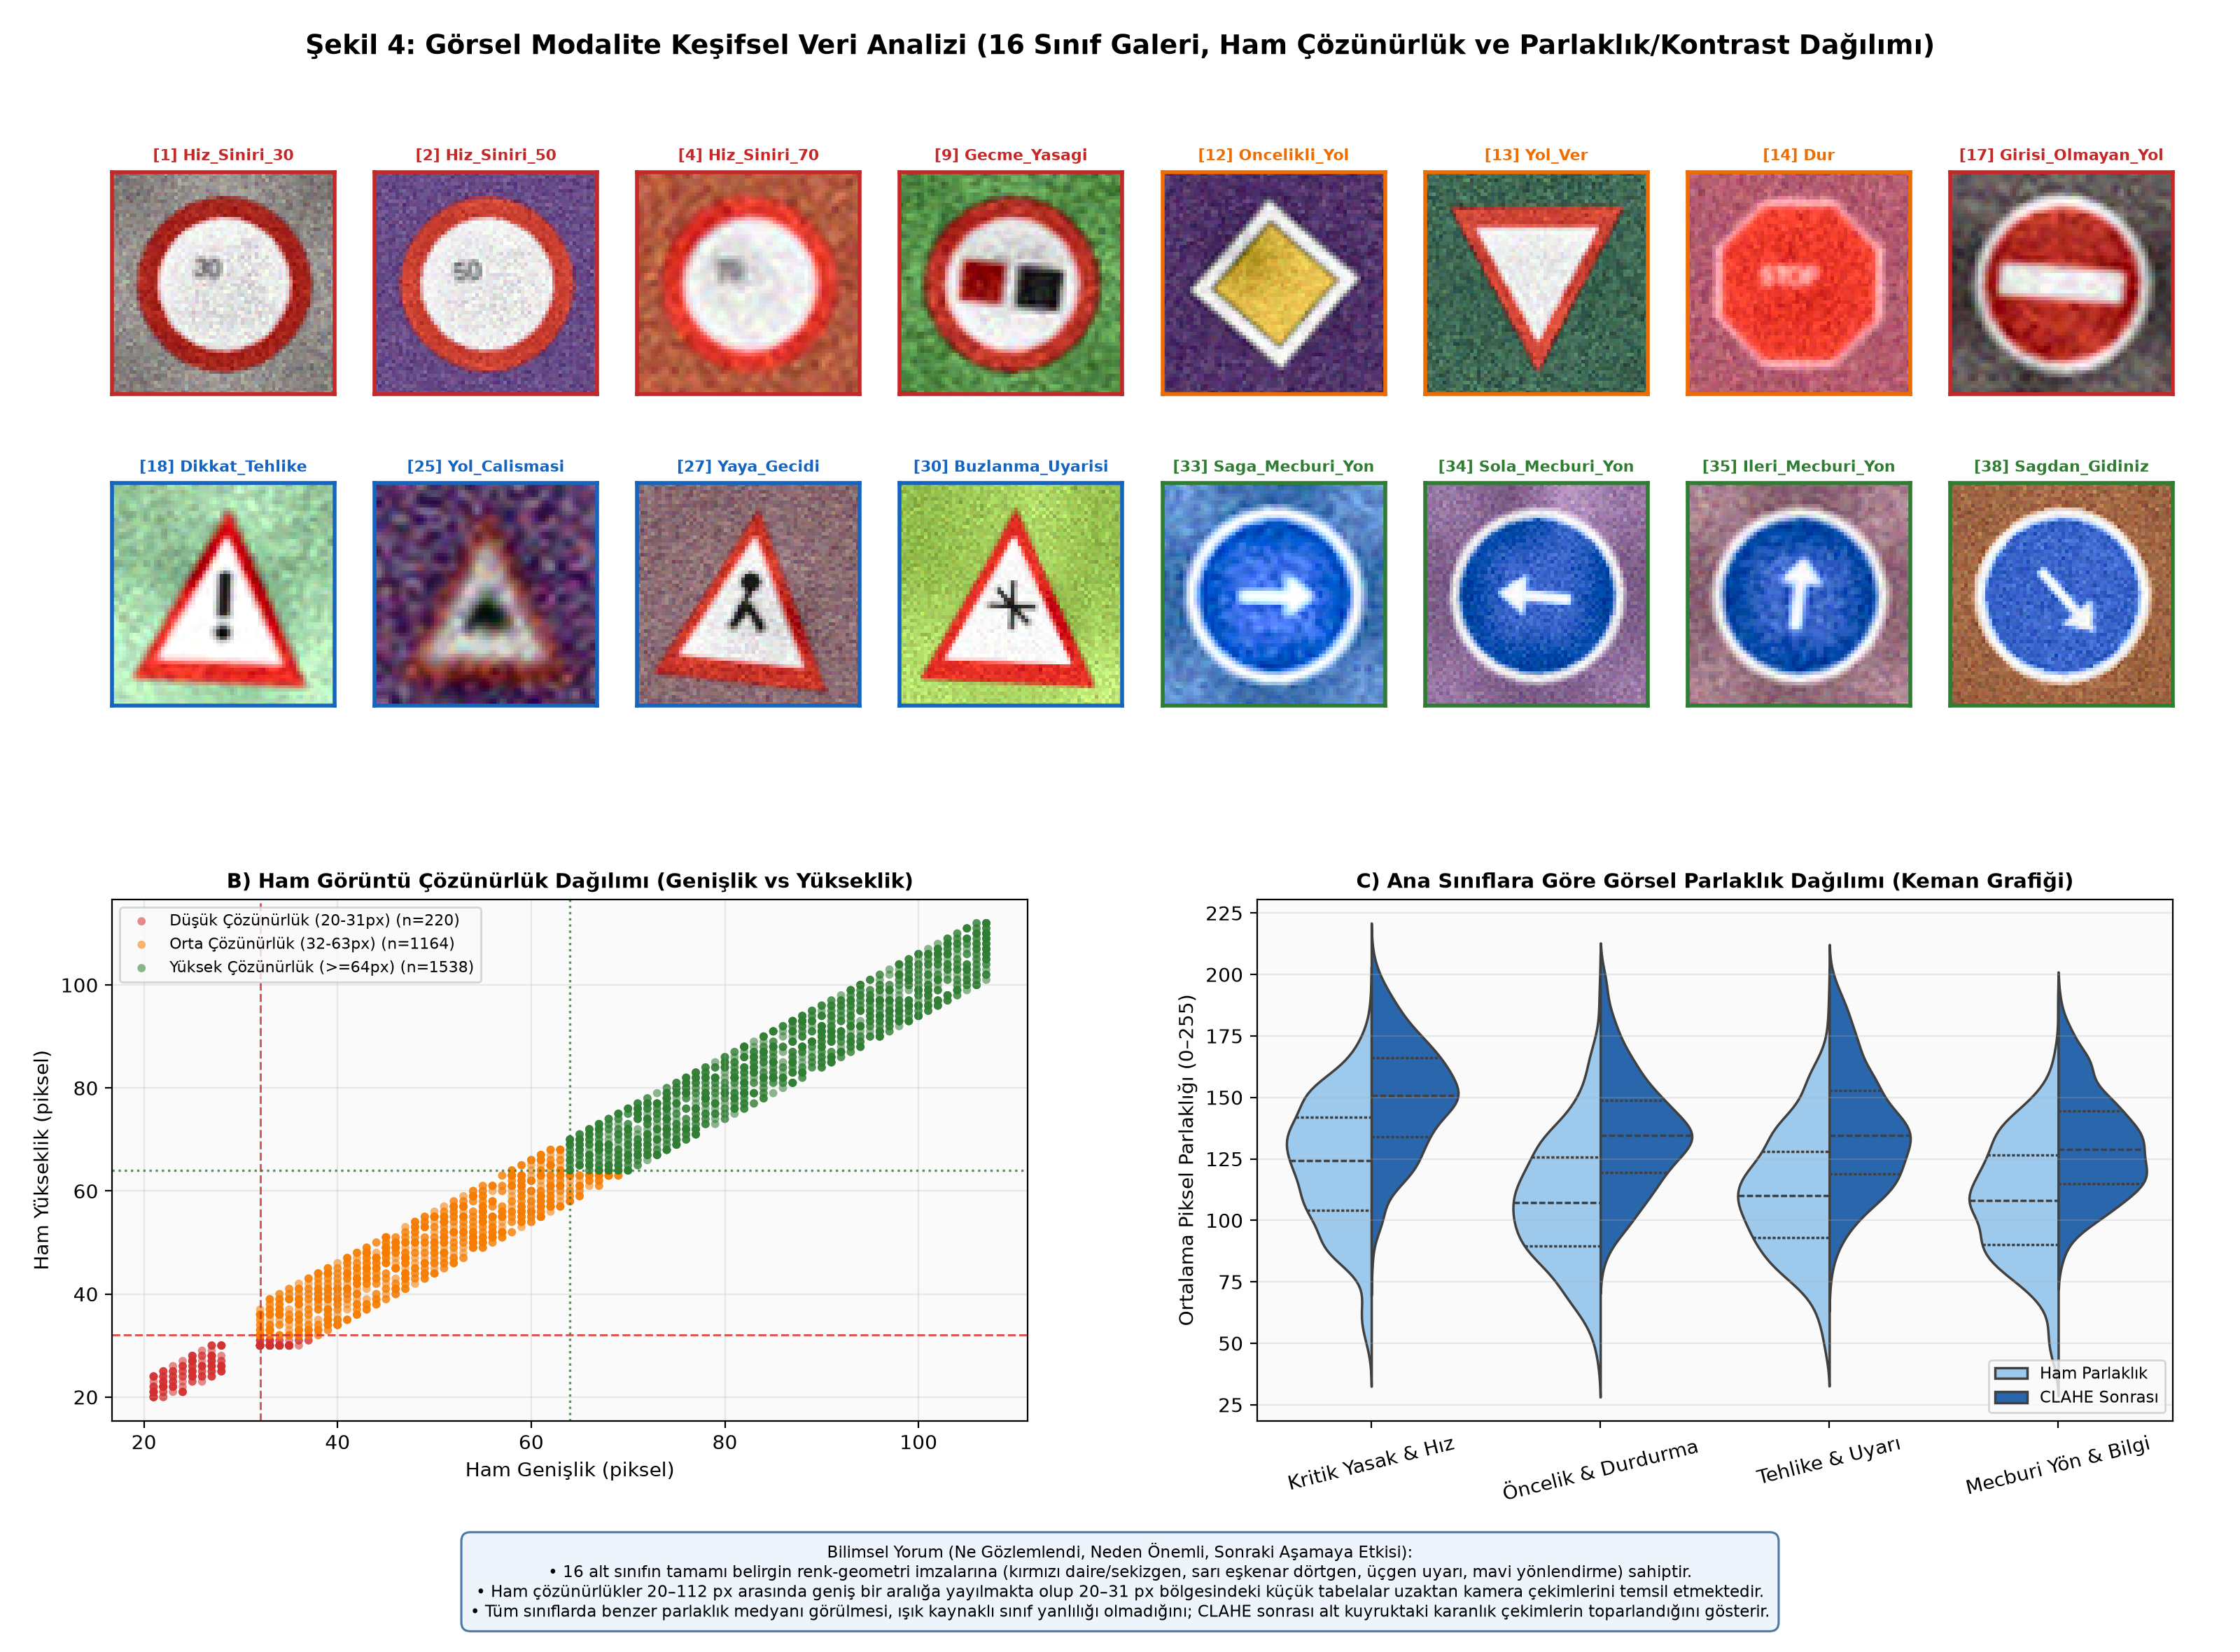 Şekil 4: Görsel Modalite Keşifsel Veri Analizi (16 Sınıf Galeri, Ham Çözünürlük ve Parlaklık/Kontrast Dağılımı)
[1] Hiz_Siniri_30
[2] Hiz_Siniri_50
[4] Hiz_Siniri_70
[9] Gecme_Yasagi
[12] Oncelikli_Yol
[13] Yol_Ver
[14] Dur
[17] Girisi_Olmayan_Yol
30
50
70
STOP
[18] Dikkat_Tehlike
[25] Yol_Calismasi
[27] Yaya_Gecidi
[30] Buzlanma_Uyarisi
[33] Saga_Mecburi_Yon
[34] Sola_Mecburi_Yon
[35] Ileri_Mecburi_Yon
[38] Sagdan_Gidiniz
!
B) Ham Görüntü Çözünürlük Dağılımı (Genişlik vs Yükseklik)
Düşük Çözünürlük (20-31px) (n=220)
Orta Çözünürlük (32-63px) (n=1164)
Yüksek Çözünürlük (>=64px) (n=1538)
Ham Yükseklik (piksel)
100
80
60
40
20
20
40
60
80
100
Ham Genişlik (piksel)
C) Ana Sınıflara Göre Görsel Parlaklık Dağılımı (Keman Grafiği)
Ortalama Piksel Parlaklığı (0–255)
225
200
175
150
125
100
75
50
25
Ham Parlaklık
CLAHE Sonrası
Kritik Yasak & Hız
Öncelik & Durdurma
Tehlike & Uyarı
Mecburi Yön & Bilgi
Bilimsel Yorum (Ne Gözlemlendi, Neden Önemli, Sonraki Aşamaya Etkisi):
• 16 alt sınıfın tamamı belirgin renk-geometri imzalarına (kırmızı daire/sekizgen, sarı eşkenar dörtgen, üçgen uyarı, mavi yönlendirme) sahiptir.
• Ham çözünürlükler 20–112 px arasında geniş bir aralığa yayılmakta olup 20–31 px bölgesindeki küçük tabelalar uzaktan kamera çekimlerini temsil etmektedir.
• Tüm sınıflarda benzer parlaklık medyanı görülmesi, ışık kaynaklı sınıf yanlılığı olmadığını; CLAHE sonrası alt kuyruktaki karanlık çekimlerin toparlandığını gösterir.